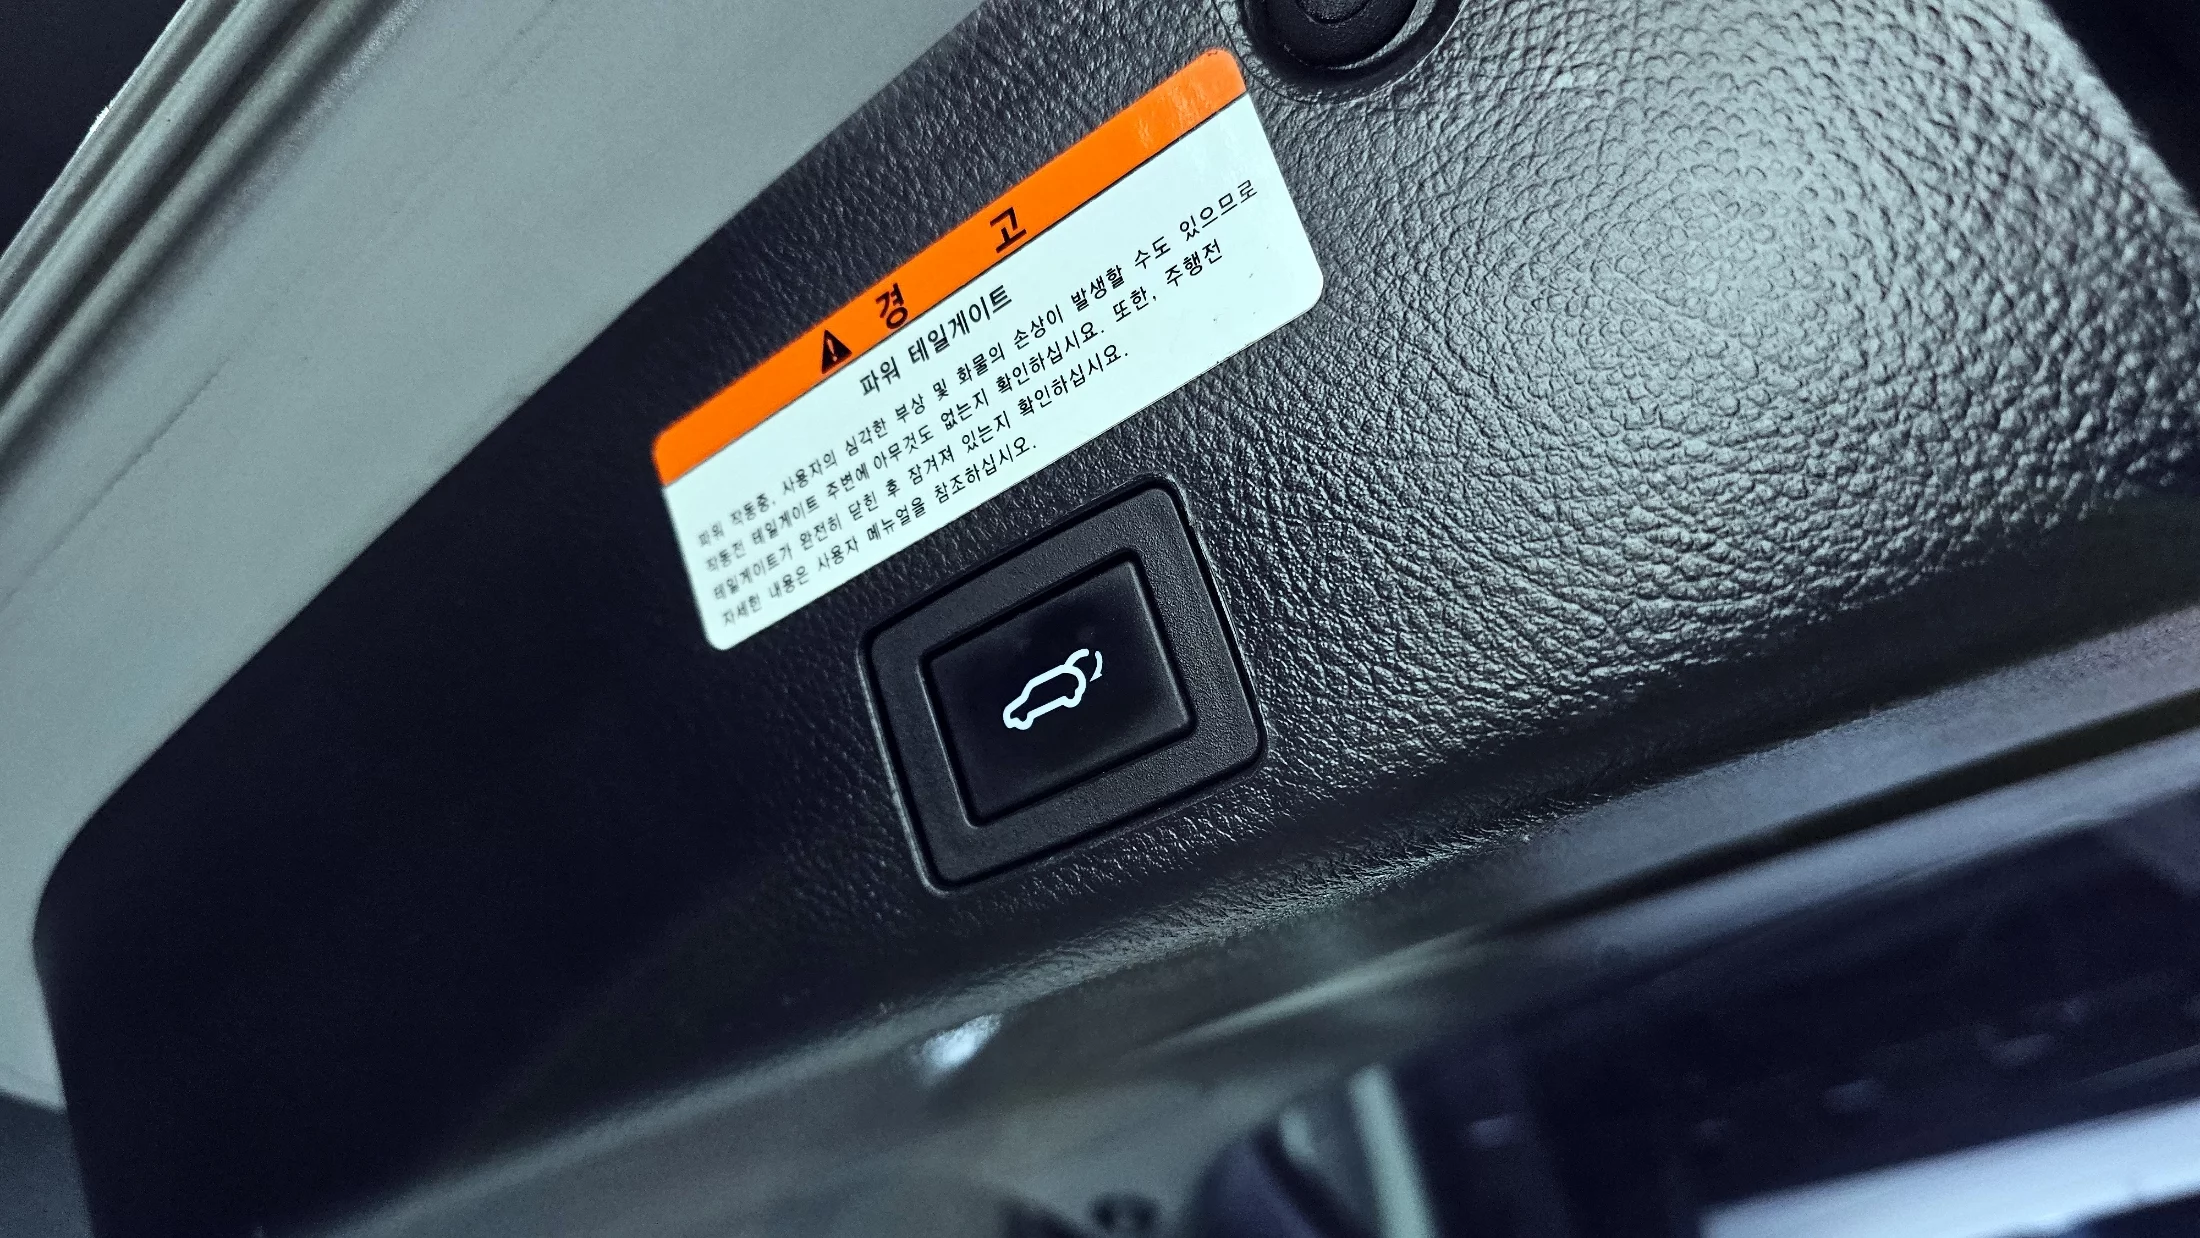 경 고
파워 테일게이트
파워 작동중, 사용자의 심각한 부상 및 화물의 손상이 발생할 수도 있으므로
작동전 테일게이트 주변에 아무것도 없는지 확인하십시요. 또한, 주행전
테일게이트가 완전히 닫힌 후 잠겨져 있는지 확인하십시요.
자세한 내용은 사용자 메뉴얼을 참조하십시오.